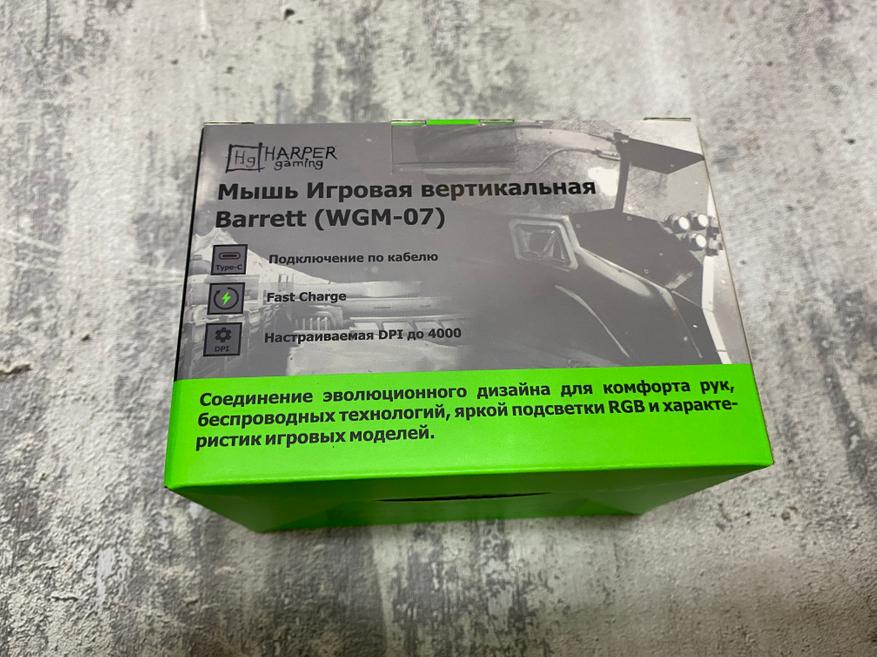 Hg HARPER
gaming
Мышь Игровая вертикальная
Barrett (WGM-07)
Type-C
Подключение по кабелю
Fast Charge
DPI
Настраиваемая DPI до 4000
Соединение эволюционного дизайна для комфорта рук,
беспроводных технологий, яркой подсветки RGB и характе-
ристик игровых моделей.